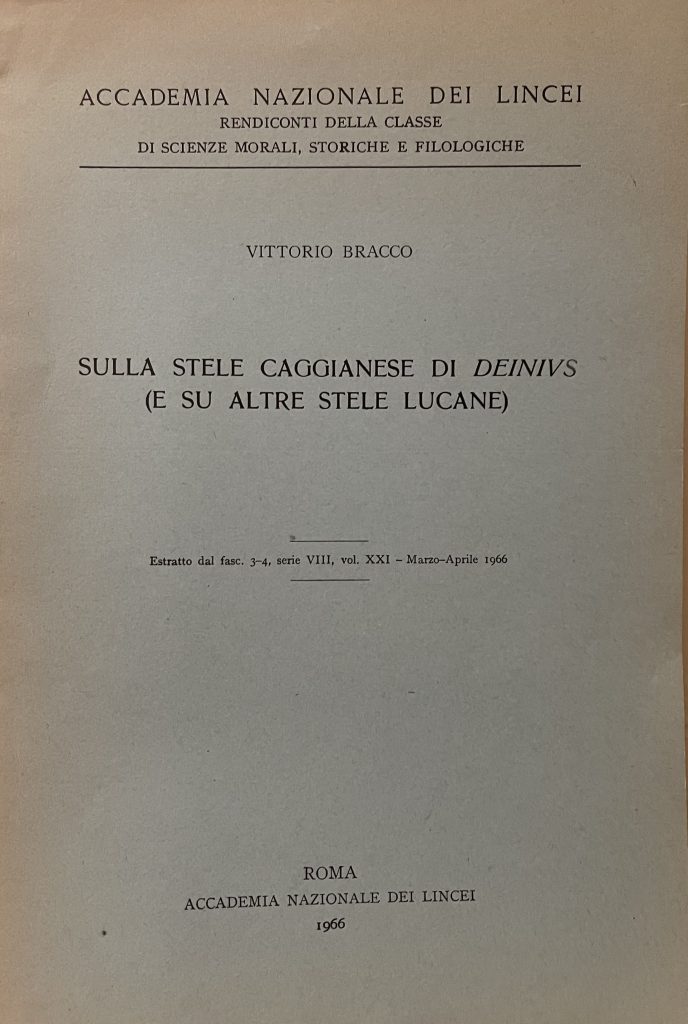 ACCADEMIA NAZIONALE DEI LINCEI
RENDICONTI DELLA CLASSE
DI SCIENZE MORALI, STORICHE E FILOLOGICHE
VITTORIO BRACCO
SULLA STELE CAGGIANESE DI DEINIVS
(E SU ALTRE STELE LUCANE)
Estratto dal fasc. 3–4, serie VIII, vol. XXI – Marzo–Aprile 1966
ROMA
ACCADEMIA NAZIONALE DEI LINCEI
1966